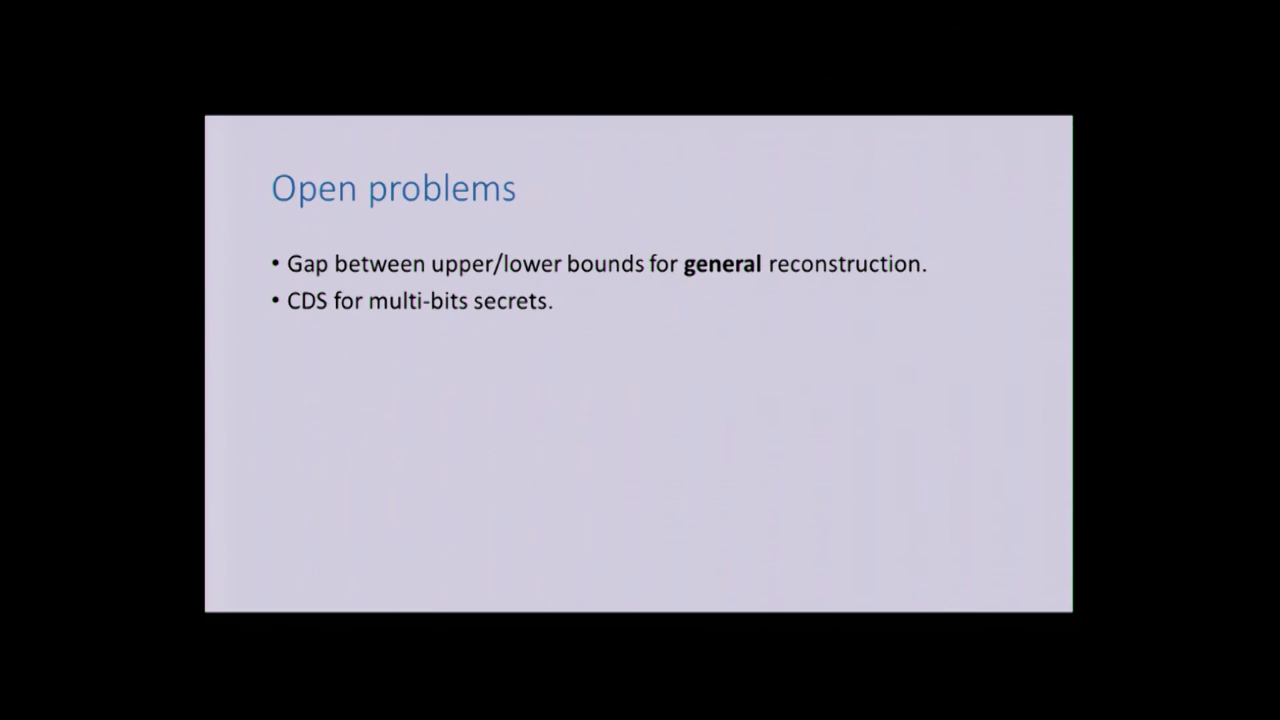 Open problems
• Gap between upper/lower bounds for general reconstruction.
• CDS for multi-bits secrets.